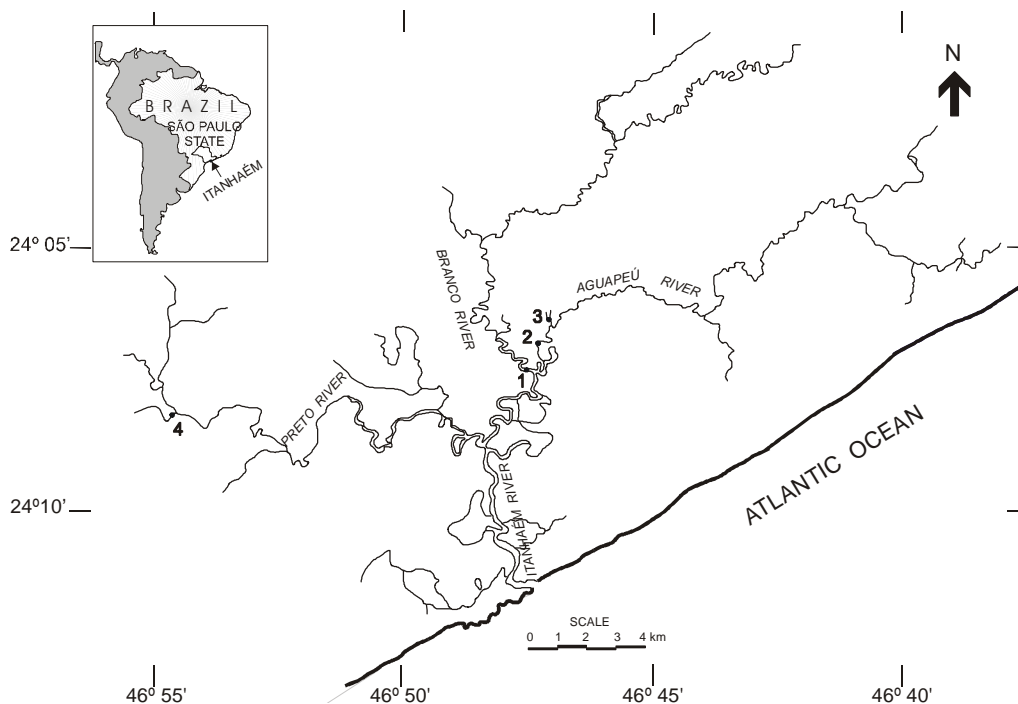 B R A Z I L
SÃO PAULO
STATE
ITANHAÉM
N
24º 05'
BRANCO RIVER
AGUAPEÚ RIVER
3
2
1
PRETO RIVER
4
ITANHAÉM RIVER
ATLANTIC OCEAN
24º10'
SCALE
0 1 2 3 4 km
46º 55' 46º 50' 46º 45' 46º 40'